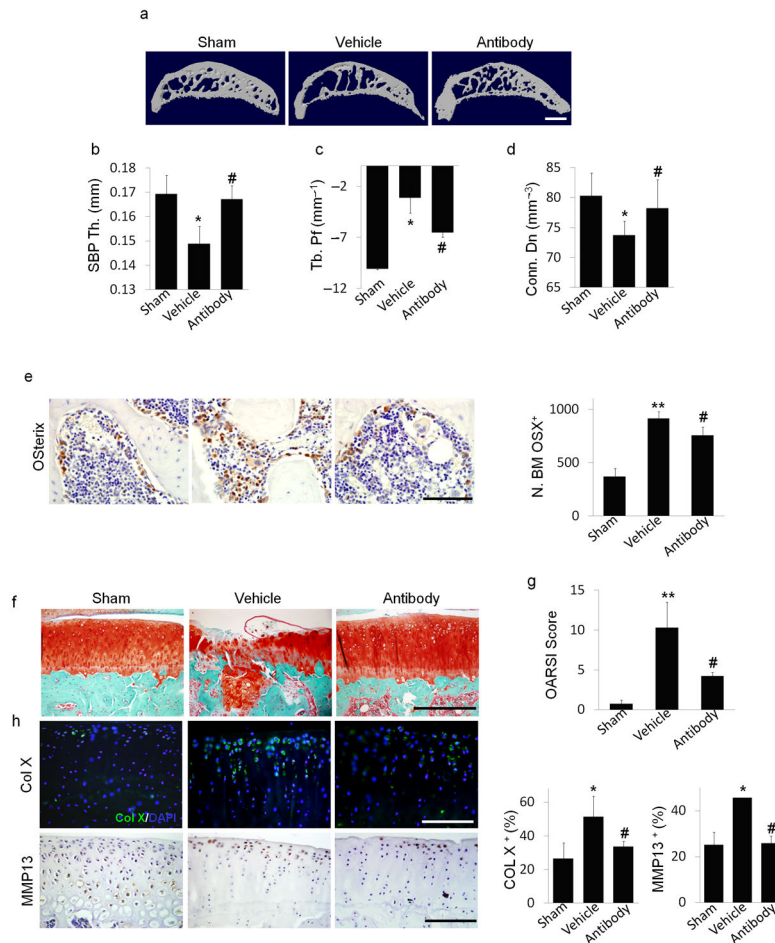 a
Sham Vehicle Antibody
b
SBP Th. (mm)
0.18
0.17
0.16
0.15
0.14
0.13
*
#
Sham Vehicle Antibody
c
Tb. Pf (mm⁻¹)
−2
−7
−12
*
#
Sham Vehicle Antibody
d
Conn. Dn (mm⁻³)
85
80
75
70
65
*
#
Sham Vehicle Antibody
e
OSterix
N. BM OSX⁺
1000
500
0
**
#
Sham Vehicle Antibody
Sham Vehicle Antibody
f
g
OARSI Score
15
10
5
0
**
#
Sham Vehicle Antibody
h
Col X
Col X/DAPI
MMP13
COL X⁺ (%)
60
40
20
0
*
#
Sham Vehicle Antibody
MMP13⁺ (%)
40
20
0
*
#
Sham Vehicle Antibody